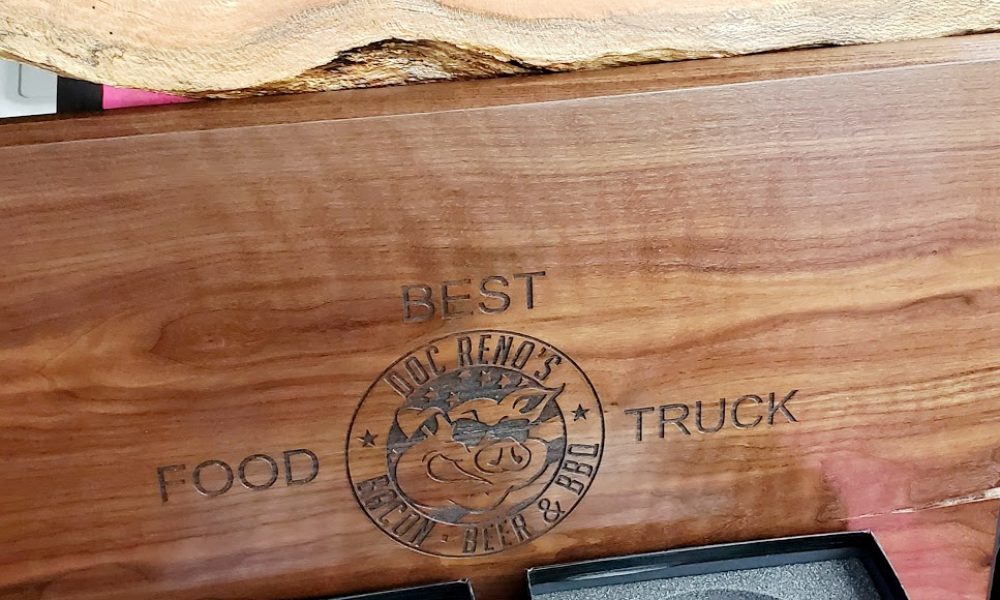 BEST
DOC RENO'S
FOOD TRUCK
BACON - BEER & BBQ